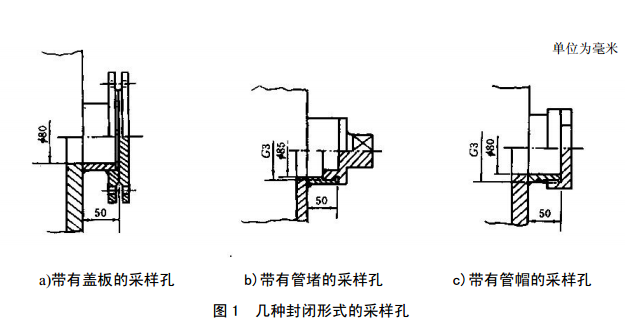 单位为毫米
ϕ80
50
G3
ϕ85
50
G3
ϕ80
50
a)带有盖板的采样孔
b)带有管堵的采样孔
c)带有管帽的采样孔
图1 几种封闭形式的采样孔